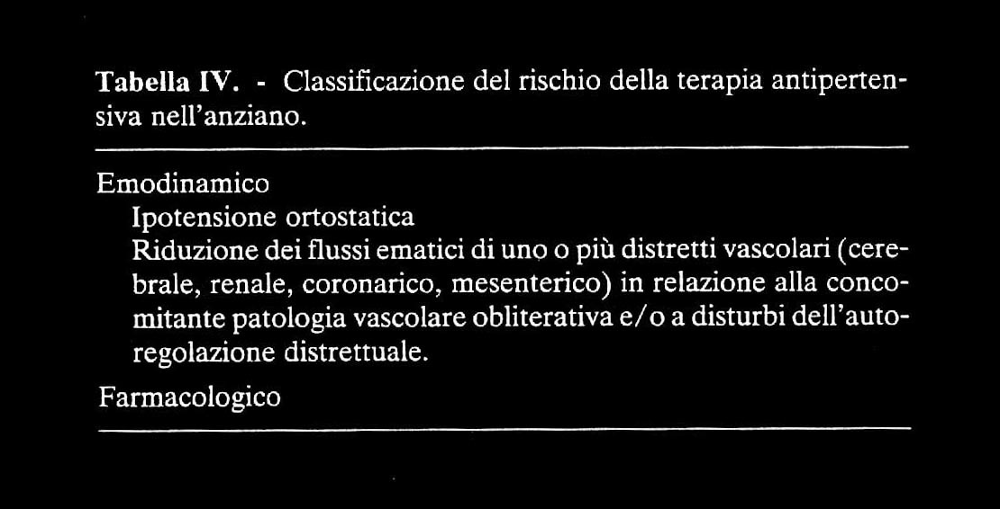 Tabella IV. - Classificazione del rischio della terapia antiperten-
siva nell'anziano.
Emodinamico
Ipotensione ortostatica
Riduzione dei flussi ematici di uno o più distretti vascolari (cere-
brale, renale, coronarico, mesenterico) in relazione alla conco-
mitante patologia vascolare obliterativa e/o a disturbi dell'auto-
regolazione distrettuale.
Farmacologico